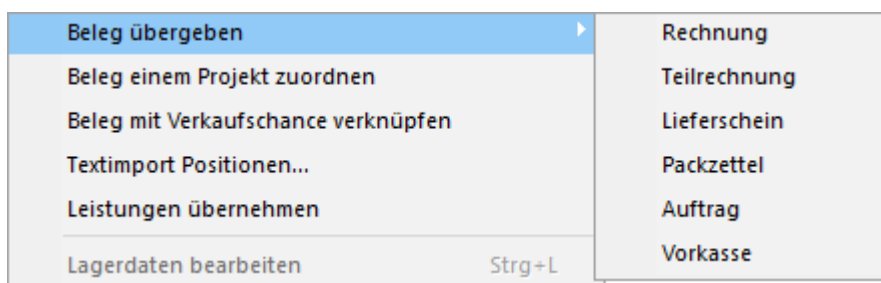 Beleg übergeben
Beleg einem Projekt zuordnen
Beleg mit Verkaufschance verknüpfen
Textimport Positionen...
Leistungen übernehmen
Lagerdaten bearbeiten Strg+L
Rechnung
Teilrechnung
Lieferschein
Packzettel
Auftrag
Vorkasse